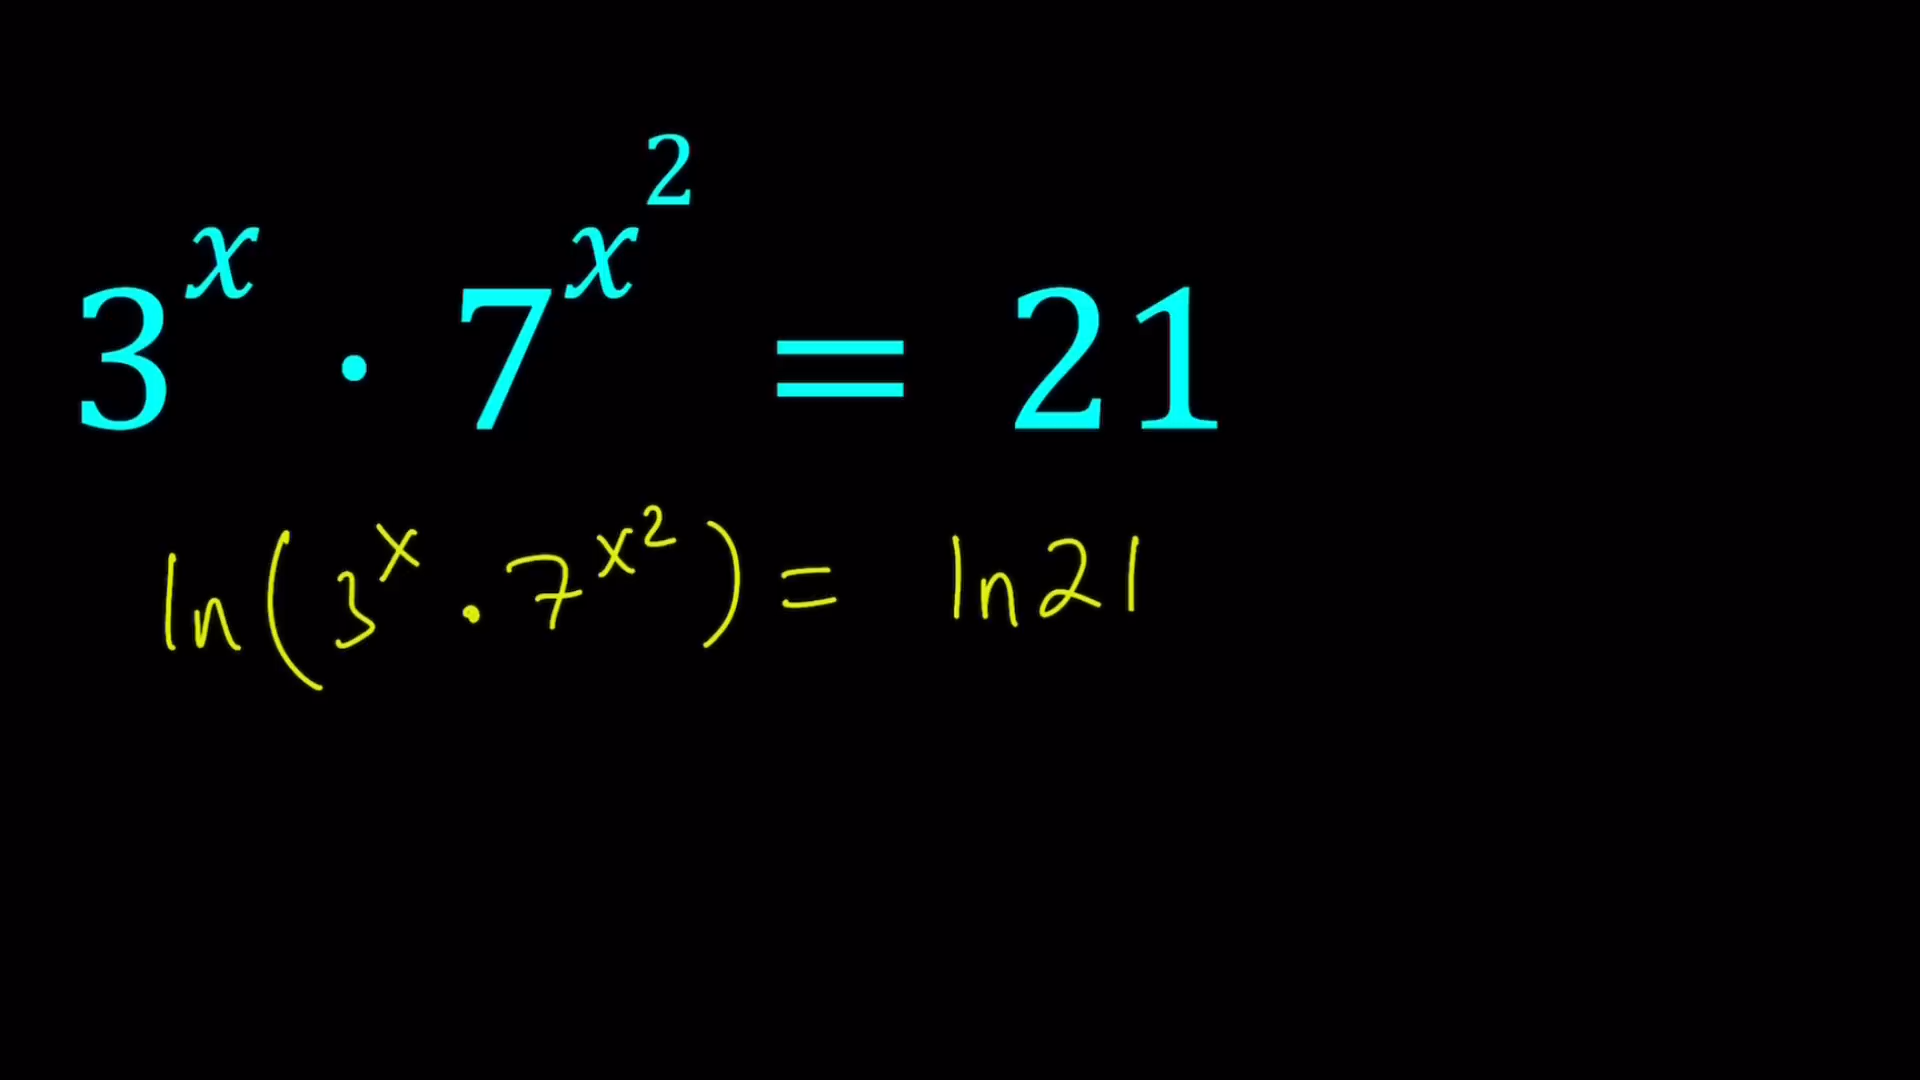 3^x · 7^{x^2} = 21
ln(3^x · 7^{x^2}) = ln21